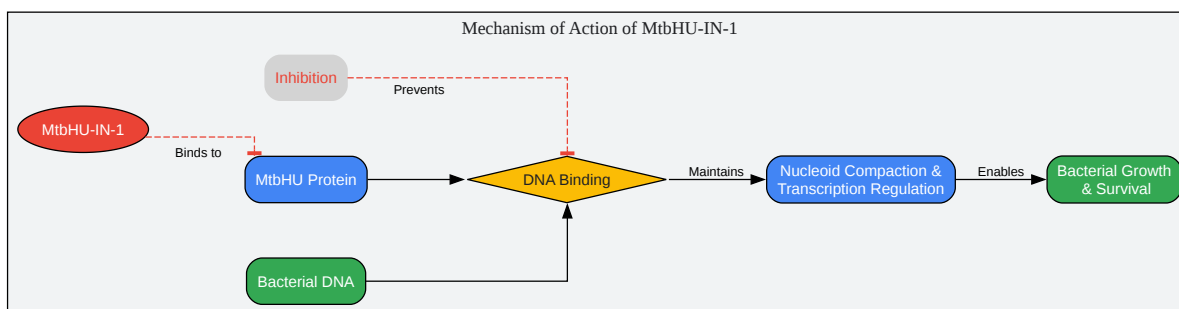 Mechanism of Action of MtbHU-IN-1
Inhibition
Prevents
MtbHU-IN-1
Binds to
MtbHU Protein
DNA Binding
Maintains
Nucleoid Compaction &
Transcription Regulation
Enables
Bacterial Growth
& Survival
Bacterial DNA